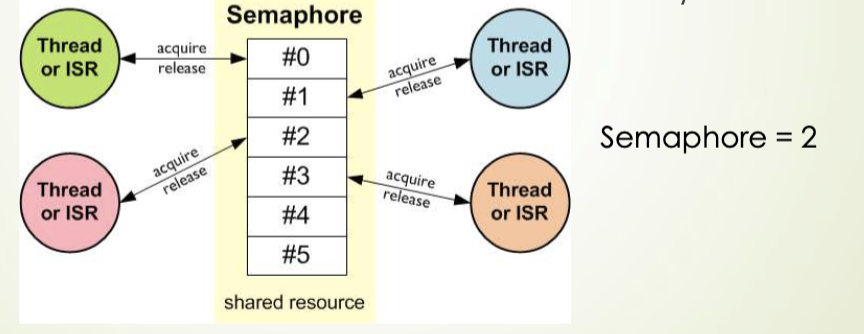 Semaphore
Thread
or ISR
acquire
release
#0
#1
#2
#3
#4
#5
acquire
release
Thread
or ISR
Thread
or ISR
acquire
release
acquire
release
Thread
or ISR
shared resource
Semaphore = 2